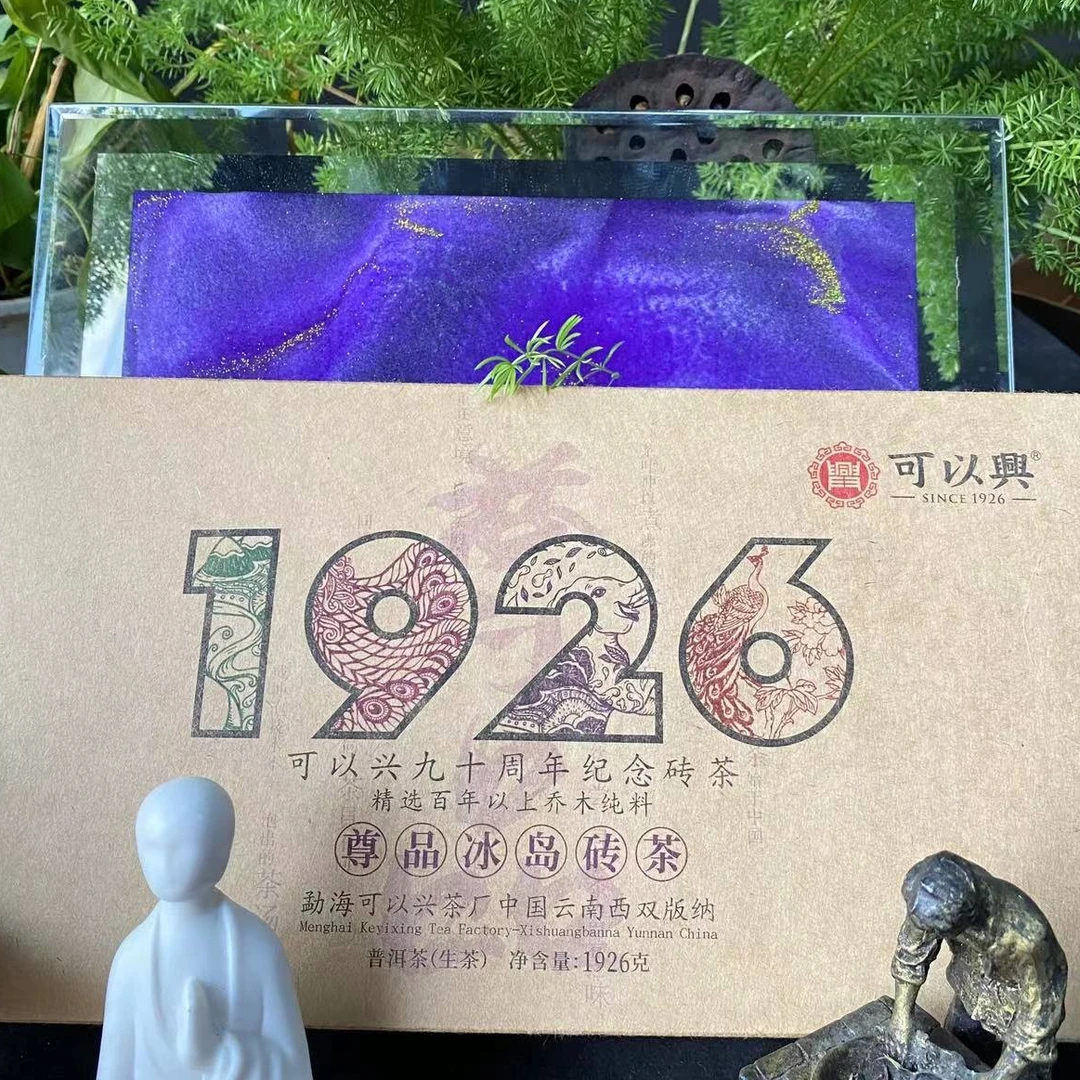 興
可以興®
SINCE 1926
1926
可以兴九十周年纪念砖茶
精选百年以上乔木纯料
尊品冰岛砖茶
勐海可以兴茶厂中国云南西双版纳
Menghai Keyixing Tea Factory-Xishuangbanna Yunnan China
普洱茶(生茶) 净含量:1926克
味